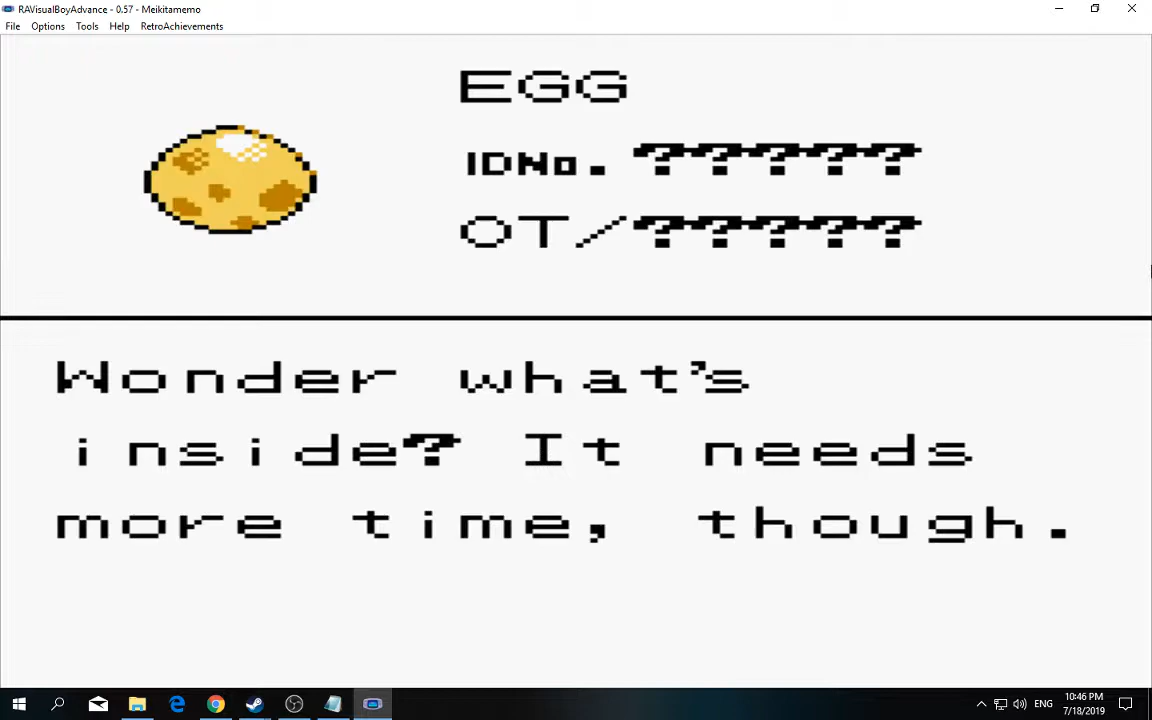 RAVisualBoyAdvance - 0.57 - Meikitamemo
File Options Tools Help RetroAchievements
EGG
IDNo. ?????
OT/?????
Wonder what's
inside? It needs
more time, though.
ENG
10:46 PM
7/18/2019